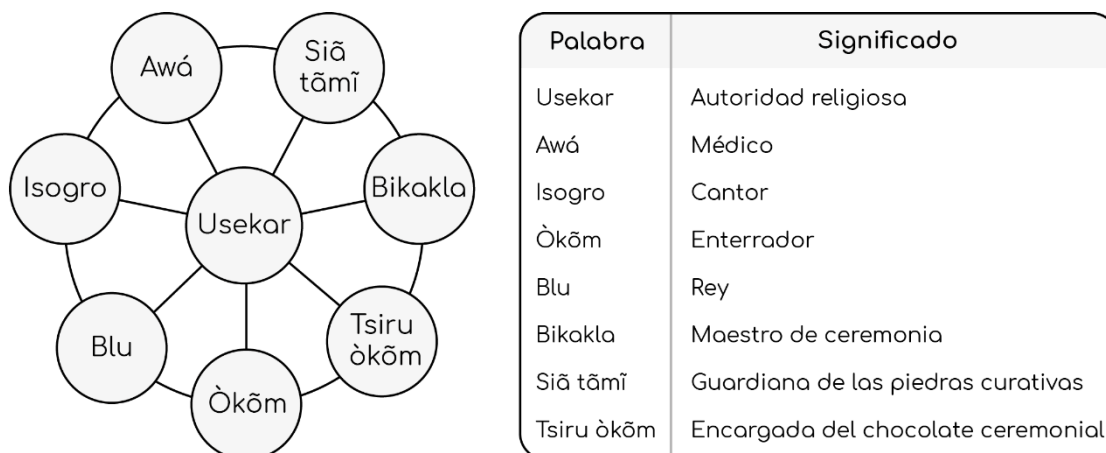 Awá
Siã
tãmĩ
Isogro
Bikakla
Usekar
Blu
Tsiru
òkõm
Òkõm
Palabra Significado
Usekar Autoridad religiosa
Awá Médico
Isogro Cantor
Òkõm Enterrador
Blu Rey
Bikakla Maestro de ceremonia
Siã tãmĩ Guardiana de las piedras curativas
Tsiru òkõm Encargada del chocolate ceremonial